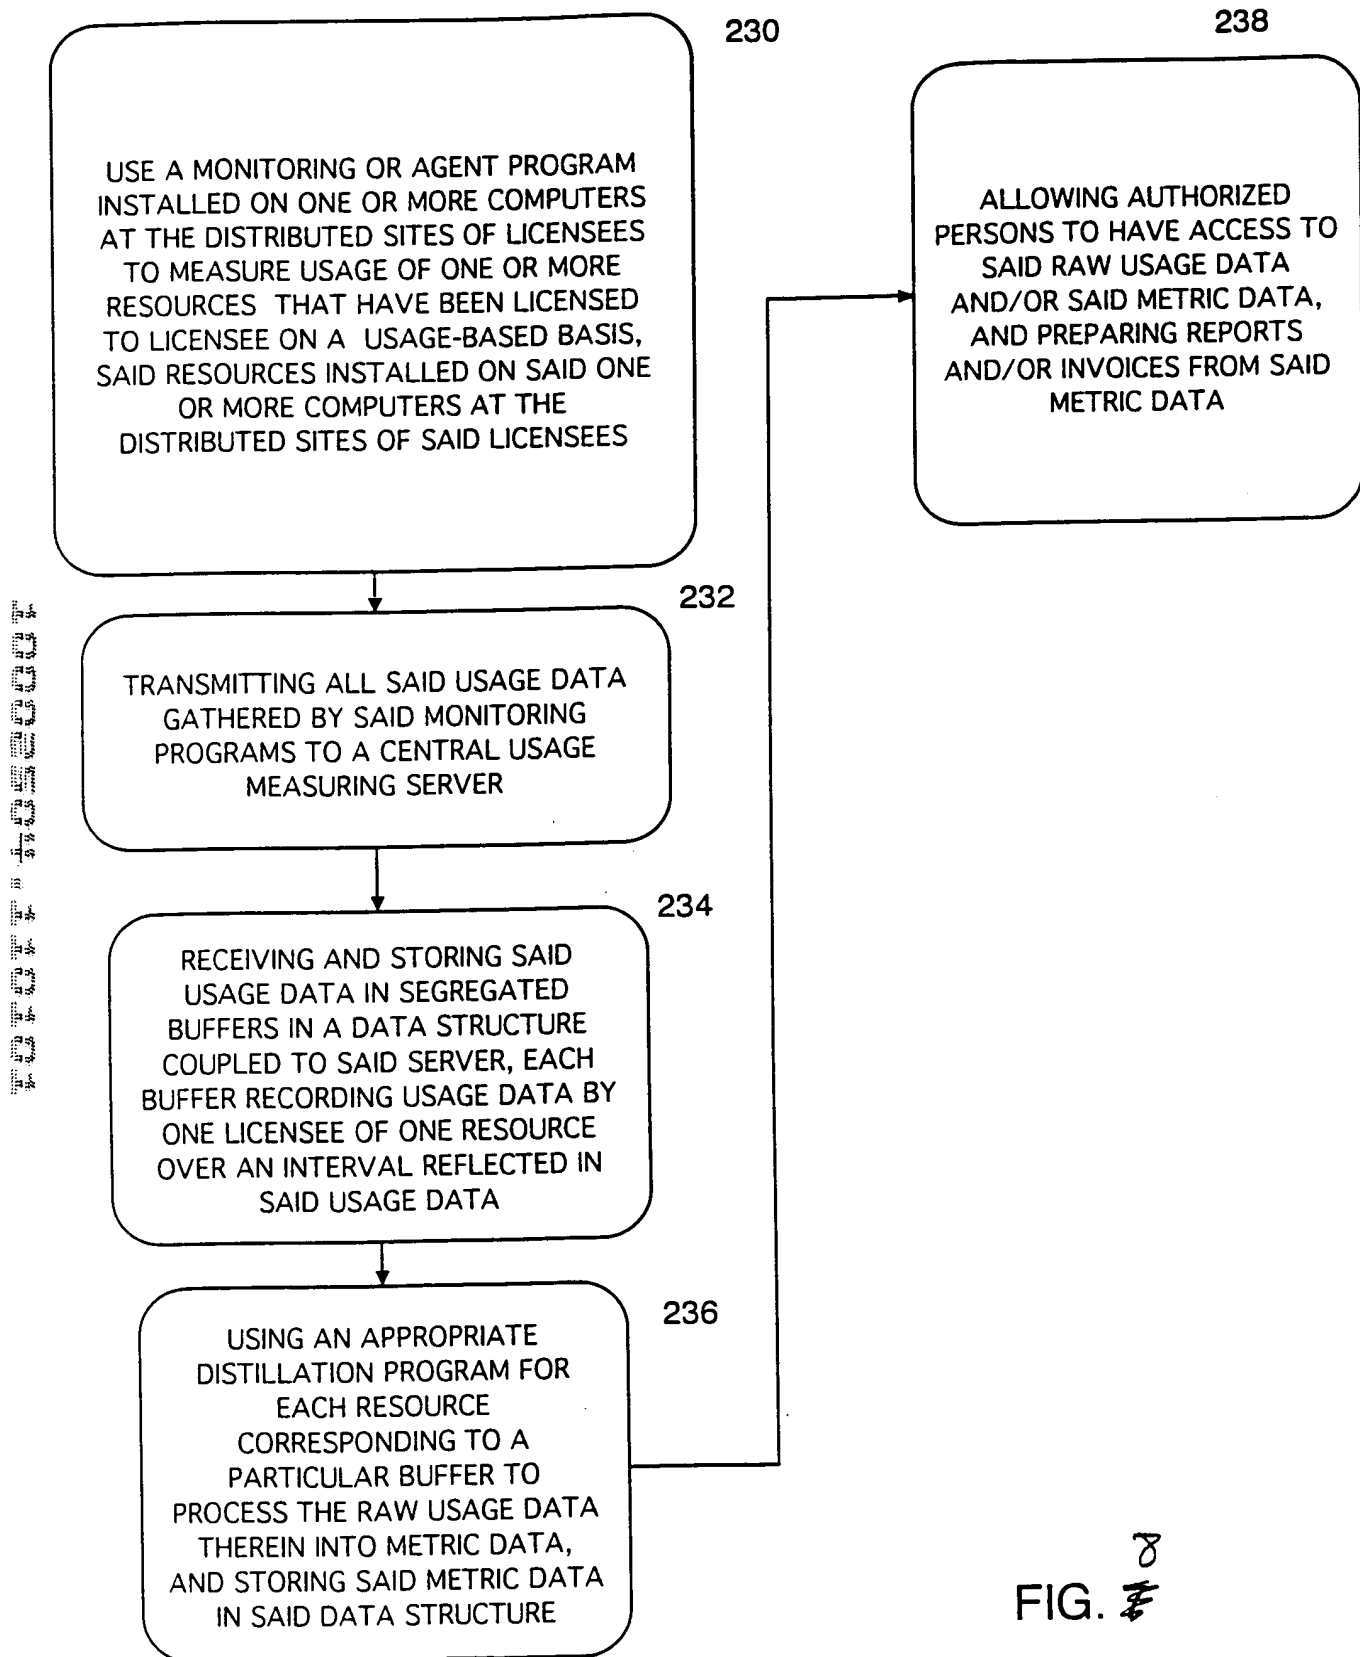 230
USE A MONITORING OR AGENT PROGRAM
INSTALLED ON ONE OR MORE COMPUTERS
AT THE DISTRIBUTED SITES OF LICENSEES
TO MEASURE USAGE OF ONE OR MORE
RESOURCES THAT HAVE BEEN LICENSED
TO LICENSEE ON A USAGE-BASED BASIS,
SAID RESOURCES INSTALLED ON SAID ONE
OR MORE COMPUTERS AT THE
DISTRIBUTED SITES OF SAID LICENSEES
232
TRANSMITTING ALL SAID USAGE DATA
GATHERED BY SAID MONITORING
PROGRAMS TO A CENTRAL USAGE
MEASURING SERVER
234
RECEIVING AND STORING SAID
USAGE DATA IN SEGREGATED
BUFFERS IN A DATA STRUCTURE
COUPLED TO SAID SERVER, EACH
BUFFER RECORDING USAGE DATA BY
ONE LICENSEE OF ONE RESOURCE
OVER AN INTERVAL REFLECTED IN
SAID USAGE DATA
236
USING AN APPROPRIATE
DISTILLATION PROGRAM FOR
EACH RESOURCE
CORRESPONDING TO A
PARTICULAR BUFFER TO
PROCESS THE RAW USAGE DATA
THEREIN INTO METRIC DATA,
AND STORING SAID METRIC DATA
IN SAID DATA STRUCTURE
238
ALLOWING AUTHORIZED
PERSONS TO HAVE ACCESS TO
SAID RAW USAGE DATA
AND/OR SAID METRIC DATA,
AND PREPARING REPORTS
AND/OR INVOICES FROM SAID
METRIC DATA
8
FIG.